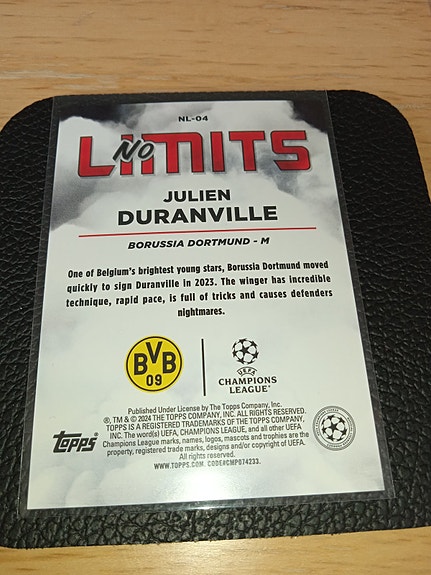 NL-04
NO LIMITS
JULIEN
DURANVILLE
BORUSSIA DORTMUND - M
One of Belgium's brightest young stars, Borussia Dortmund moved
quickly to sign Duranville in 2023. The winger has incredible
technique, rapid pace, is full of tricks and causes defenders
nightmares.
BVB
09
UEFA
CHAMPIONS
LEAGUE®
Published Under License by The Topps Company, Inc.
®, TM & © 2024 THE TOPPS COMPANY, INC. ALL RIGHTS RESERVED.
TOPPS IS A REGISTERED TRADEMARKS OF THE TOPPS COMPANY,
INC. The word(s) UEFA, CHAMPIONS LEAGUE, and all other UEFA
Champions League marks, names, logos, mascots and trophies are the
property, registered trade marks, designs and/or copyright of UEFA.
All rights reserved.
WWW.TOPPS.COM. CODE#CMP074233.
Topps®